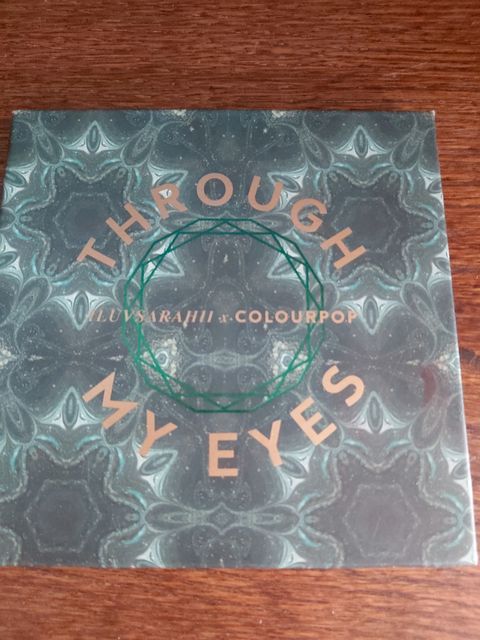 THROUGH
iLUVSARAHii x COLOURPOP
MY EYES